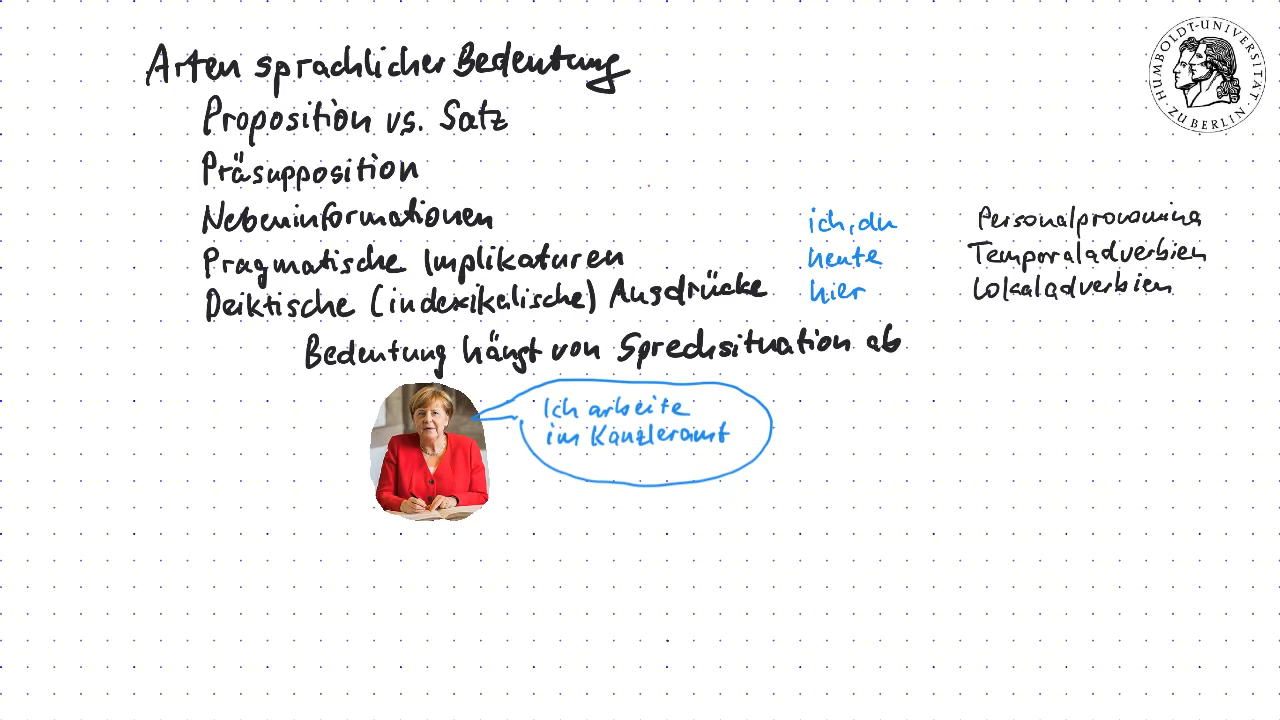 Arten sprachlicher Bedeutung
Proposition vs. Satz
Präsupposition
Nebeninformationen
Pragmatische Implikaturen
Deiktische (indexikalische) Ausdrücke
ich, du Personalpronomina
heute Temporaladverbien
hier Lokaladverbien
Bedeutung hängt von Sprechsituation ab
Ich arbeite
im Kanzleramt
HUMBOLDT-UNIVERSITÄT · ZU BERLIN ·